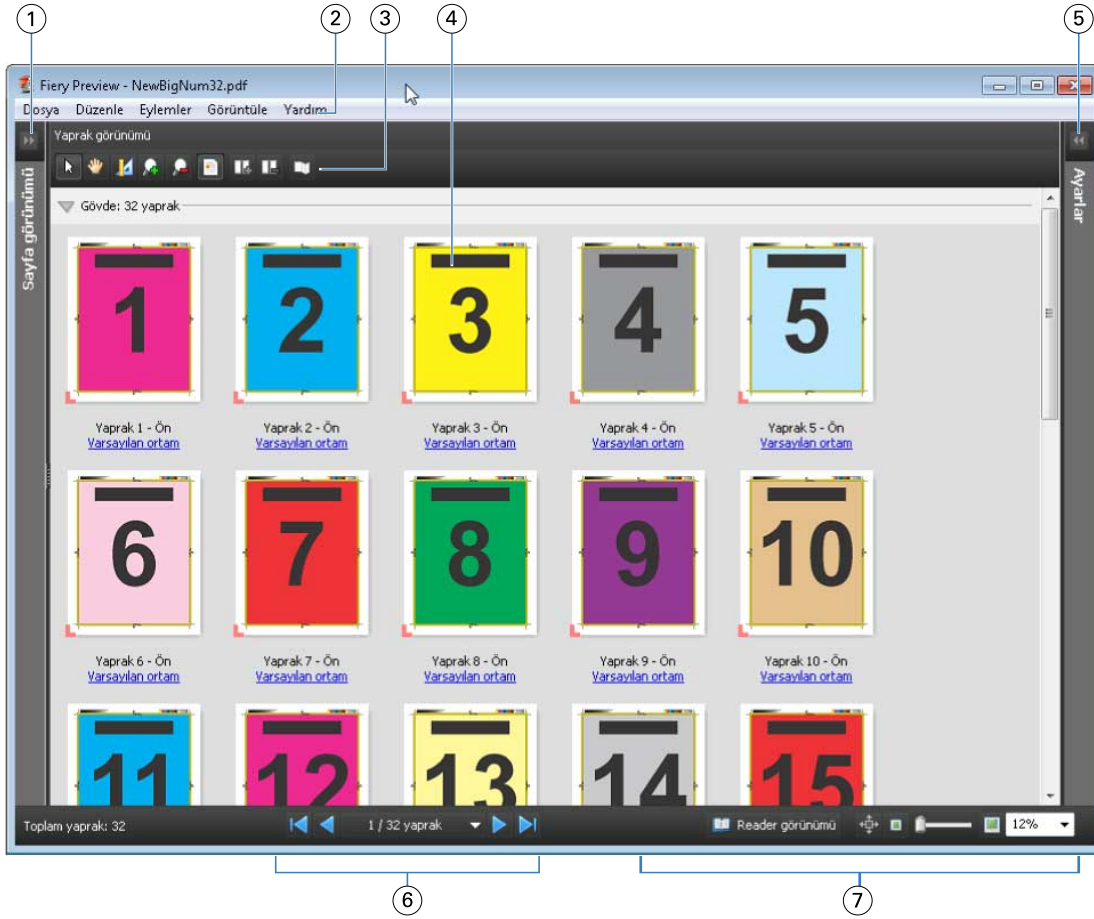 1 2 3 4 5
Fiery Preview - NewBigNum32.pdf
Dosya Düzenle Eylemler Görüntüle Yardım
Yaprak görünümü
Sayfa görünümü
Ayarlar
Gövde: 32 yaprak
1 2 3 4 5
Yaprak 1 - Ön Yaprak 2 - Ön Yaprak 3 - Ön Yaprak 4 - Ön Yaprak 5 - Ön
Varsayılan ortam Varsayılan ortam Varsayılan ortam Varsayılan ortam Varsayılan ortam
6 7 8 9 10
Yaprak 6 - Ön Yaprak 7 - Ön Yaprak 8 - Ön Yaprak 9 - Ön Yaprak 10 - Ön
Varsayılan ortam Varsayılan ortam Varsayılan ortam Varsayılan ortam Varsayılan ortam
11 12 13 14 15
Toplam yaprak: 32 1 / 32 yaprak Reader görünümü 12%
6 7